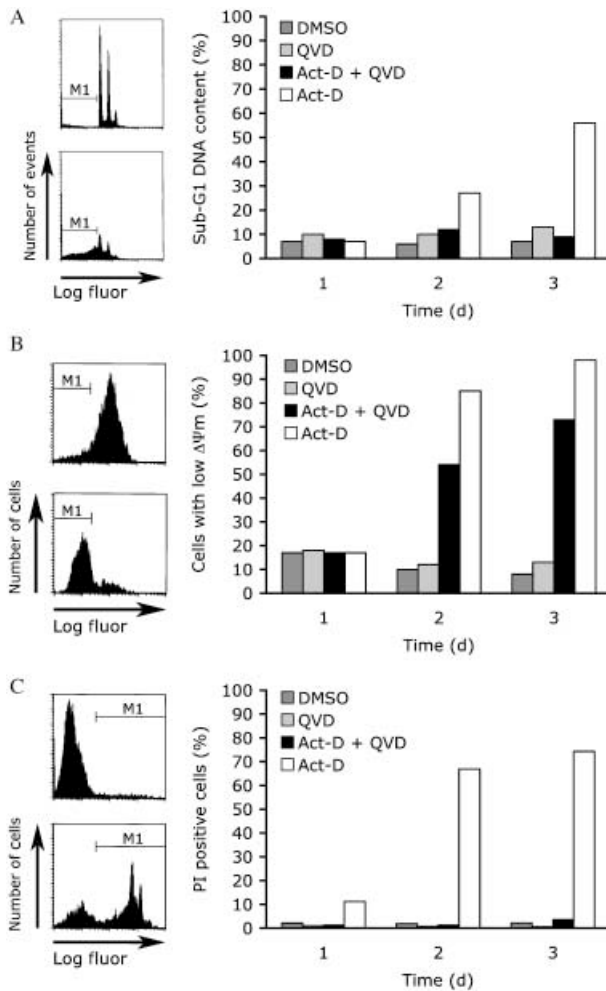 A
M1
M1
Number of events
Log fluor
Sub-G1 DNA content (%)
100
90
80
70
60
50
40
30
20
10
0
DMSO
QVD
Act-D + QVD
Act-D
1 2 3
Time (d)
B
M1
M1
Number of cells
Log fluor
Cells with low ΔΨm (%)
100
90
80
70
60
50
40
30
20
10
0
DMSO
QVD
Act-D + QVD
Act-D
1 2 3
Time (d)
C
M1
M1
Number of cells
Log fluor
PI positive cells (%)
100
90
80
70
60
50
40
30
20
10
0
DMSO
QVD
Act-D + QVD
Act-D
1 2 3
Time (d)